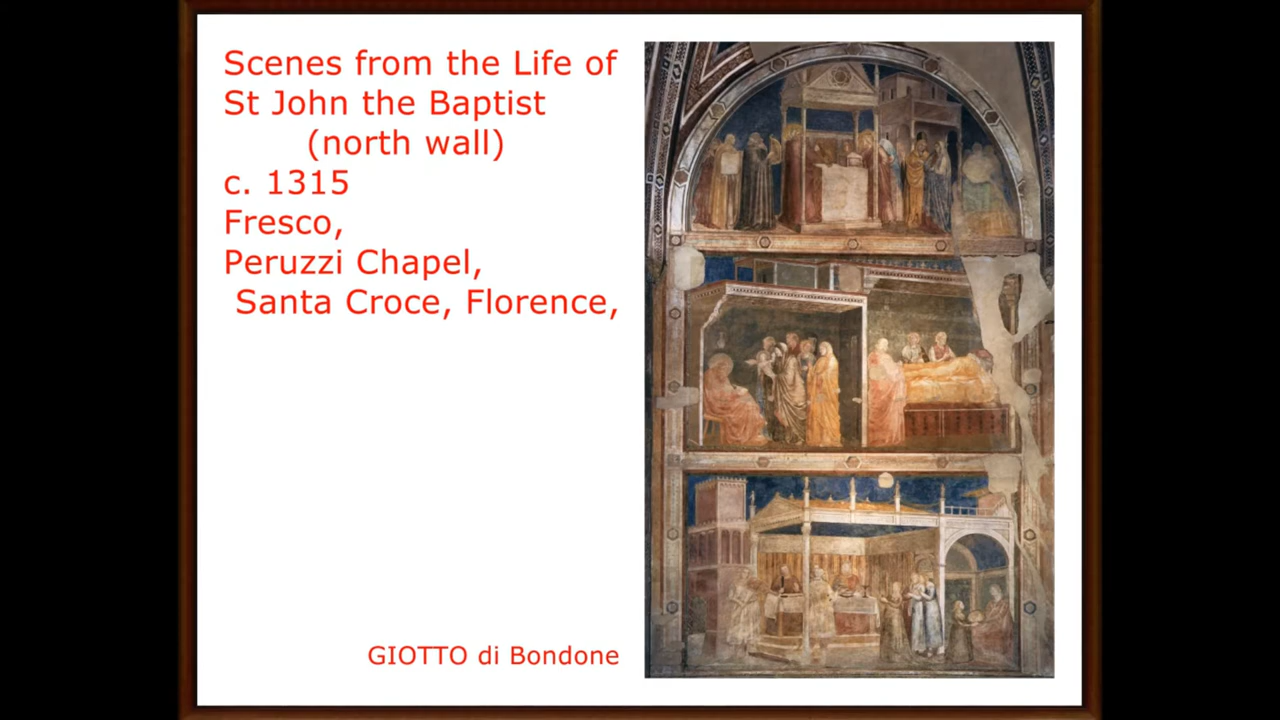 Scenes from the Life of
St John the Baptist
(north wall)
c. 1315
Fresco,
Peruzzi Chapel,
Santa Croce, Florence,
GIOTTO di Bondone